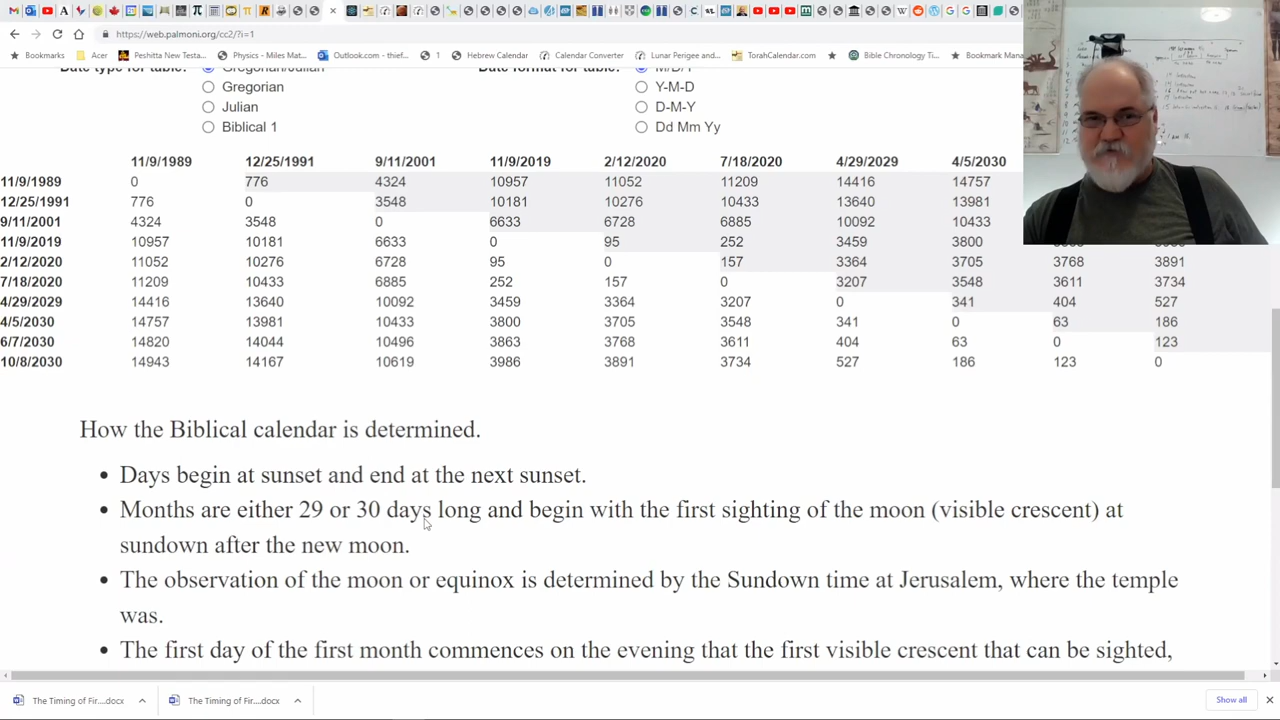 https://web.palmoni.org/cc2/?i=1
Bookmarks Acer Peshitta New Testa... Physics - Miles Mat... Outlook.com - thief... 1 Hebrew Calendar Calendar Converter Lunar Perigee and... TorahCalendar.com Bible Chronology Ti... Bookmark Manag
Date type for table: Gregorian/Julian Date format for table: M/D/Y
Gregorian Y-M-D
Julian D-M-Y
Biblical 1 Dd Mm Yy
11/9/1989 12/25/1991 9/11/2001 11/9/2019 2/12/2020 7/18/2020 4/29/2029 4/5/2030
11/9/1989 0 776 4324 10957 11052 11209 14416 14757
12/25/1991 776 0 3548 10181 10276 10433 13640 13981
9/11/2001 4324 3548 0 6633 6728 6885 10092 10433
11/9/2019 10957 10181 6633 0 95 252 3459 3800
2/12/2020 11052 10276 6728 95 0 157 3364 3705 3768 3891
7/18/2020 11209 10433 6885 252 157 0 3207 3548 3611 3734
4/29/2029 14416 13640 10092 3459 3364 3207 0 341 404 527
4/5/2030 14757 13981 10433 3800 3705 3548 341 0 63 186
6/7/2030 14820 14044 10496 3863 3768 3611 404 63 0 123
10/8/2030 14943 14167 10619 3986 3891 3734 527 186 123 0
How the Biblical calendar is determined.
• Days begin at sunset and end at the next sunset.
• Months are either 29 or 30 days long and begin with the first sighting of the moon (visible crescent) at
sundown after the new moon.
• The observation of the moon or equinox is determined by the Sundown time at Jerusalem, where the temple
was.
• The first day of the first month commences on the evening that the first visible crescent that can be sighted,
The Timing of Fir....docx The Timing of Fir....docx Show all